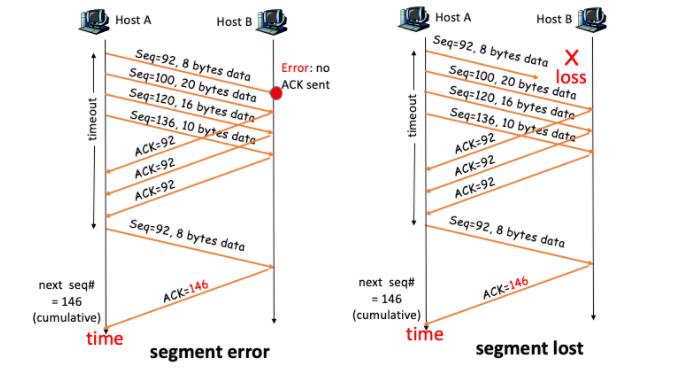 Host A
Host B
Seq=92, 8 bytes data
Error: no
ACK sent
Seq=100, 20 bytes data
Seq=120, 16 bytes data
Seq=136, 10 bytes data
timeout
ACK=92
ACK=92
ACK=92
Seq=92, 8 bytes data
next seq#
= 146
(cumulative)
ACK=146
time
segment error
Host A
Host B
Seq=92, 8 bytes data
X
loss
Seq=100, 20 bytes data
Seq=120, 16 bytes data
Seq=136, 10 bytes data
timeout
ACK=92
ACK=92
ACK=92
Seq=92, 8 bytes data
next seq#
= 146
(cumulative)
ACK=146
time
segment lost